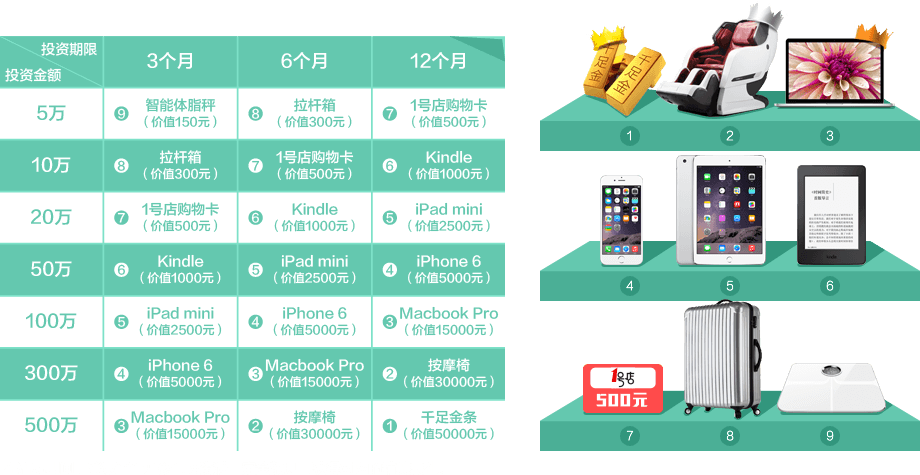 投资期限
投资金额
3个月
6个月
12个月
5万
9 智能体脂秤
（价值150元）
8 拉杆箱
（价值300元）
7 1号店购物卡
（价值500元）
10万
8 拉杆箱
（价值300元）
7 1号店购物卡
（价值500元）
6 Kindle
（价值1000元）
20万
7 1号店购物卡
（价值500元）
6 Kindle
（价值1000元）
5 iPad mini
（价值2500元）
50万
6 Kindle
（价值1000元）
5 iPad mini
（价值2500元）
4 iPhone 6
（价值5000元）
100万
5 iPad mini
（价值2500元）
4 iPhone 6
（价值5000元）
3 Macbook Pro
（价值15000元）
300万
4 iPhone 6
（价值5000元）
3 Macbook Pro
（价值15000元）
2 按摩椅
（价值30000元）
500万
3 Macbook Pro
（价值15000元）
2 按摩椅
（价值30000元）
1 千足金条
（价值50000元）
千足金
千足金
1
2
3
4
5
6
1号店
500元
7
8
9